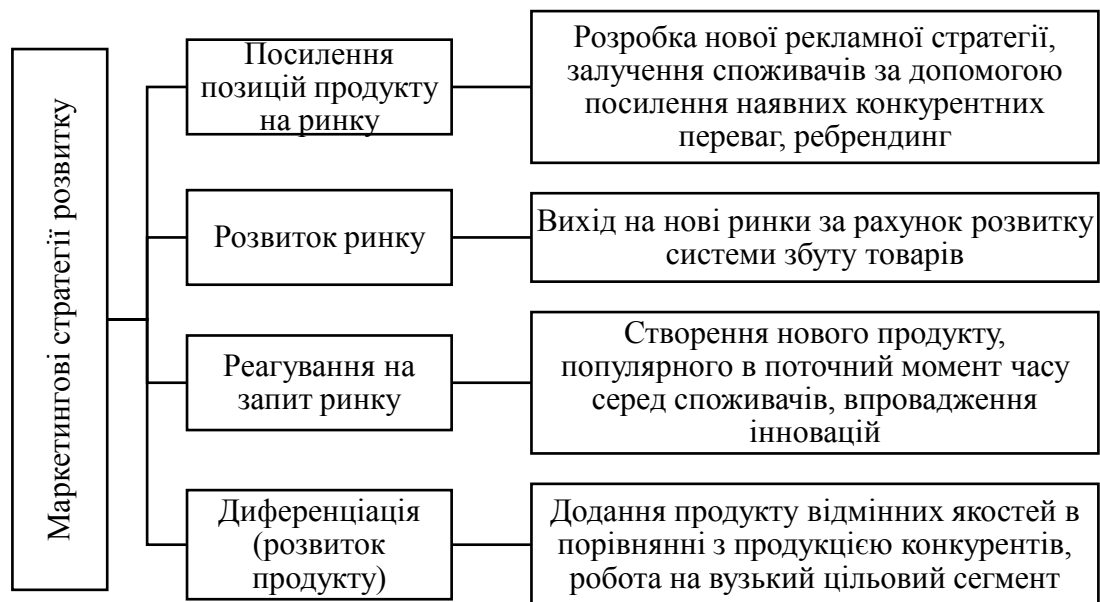 Маркетингові стратегії розвитку
Посилення
позицій продукту
на ринку
Розробка нової рекламної стратегії,
залучення споживачів за допомогою
посилення наявних конкурентних
переваг, ребрендинг
Розвиток ринку
Вихід на нові ринки за рахунок розвитку
системи збуту товарів
Реагування на
запит ринку
Створення нового продукту,
популярного в поточний момент часу
серед споживачів, впровадження
інновацій
Диференціація
(розвиток
продукту)
Додання продукту відмінних якостей в
порівнянні з продукцією конкурентів,
робота на вузький цільовий сегмент